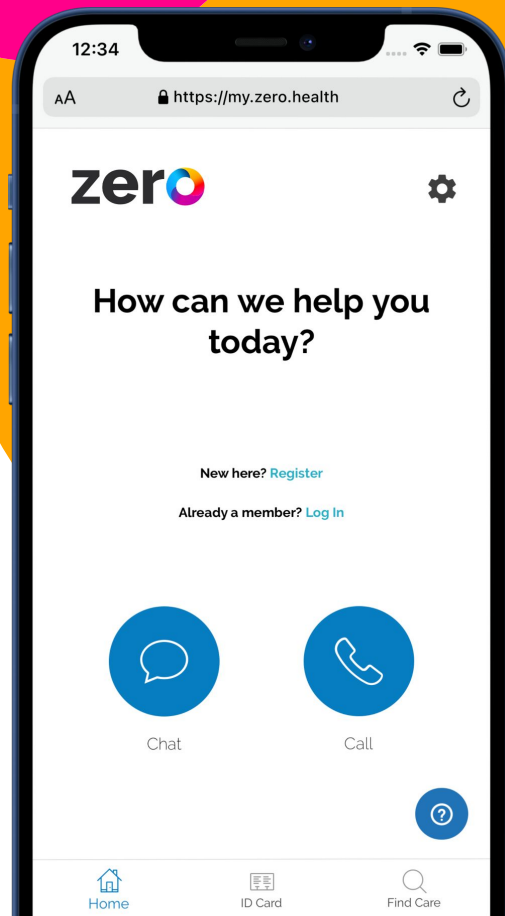 12:34
AA https://my.zero.health
zero
How can we help you
today?
New here? Register
Already a member? Log In
Chat Call
?
Home ID Card Find Care